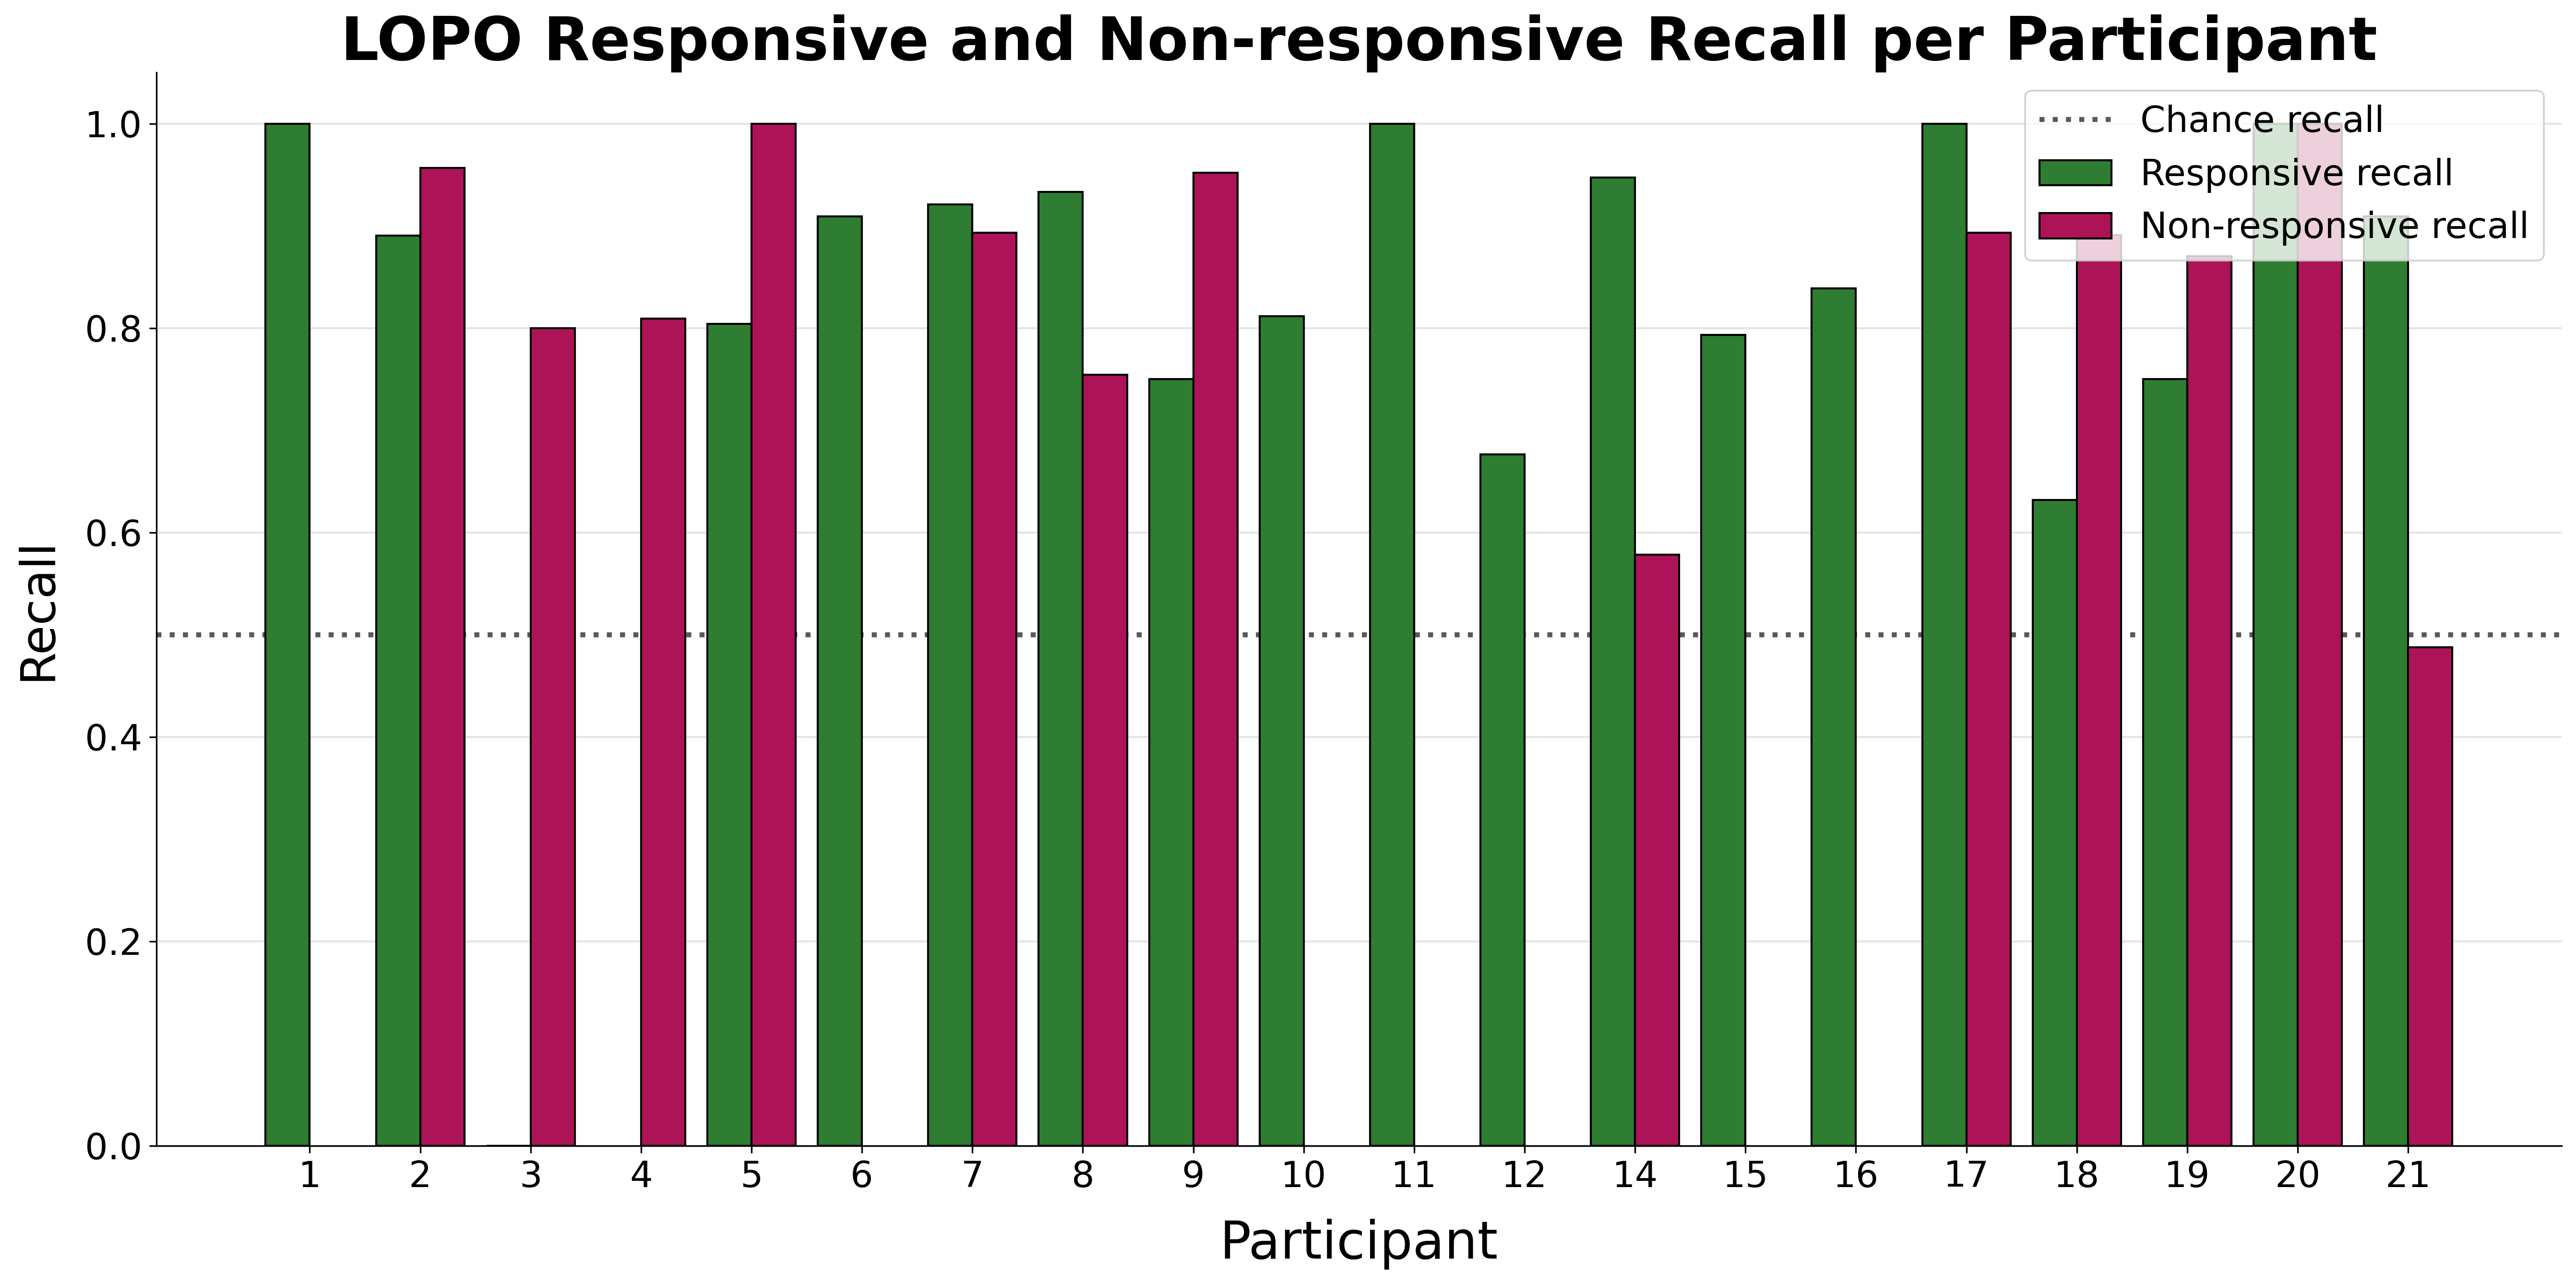 LOPO Responsive and Non-responsive Recall per Participant
Chance recall
Responsive recall
Non-responsive recall
1.0
0.8
0.6
0.4
0.2
0.0
Recall
1 2 3 4 5 6 7 8 9 10 11 12 14 15 16 17 18 19 20 21
Participant